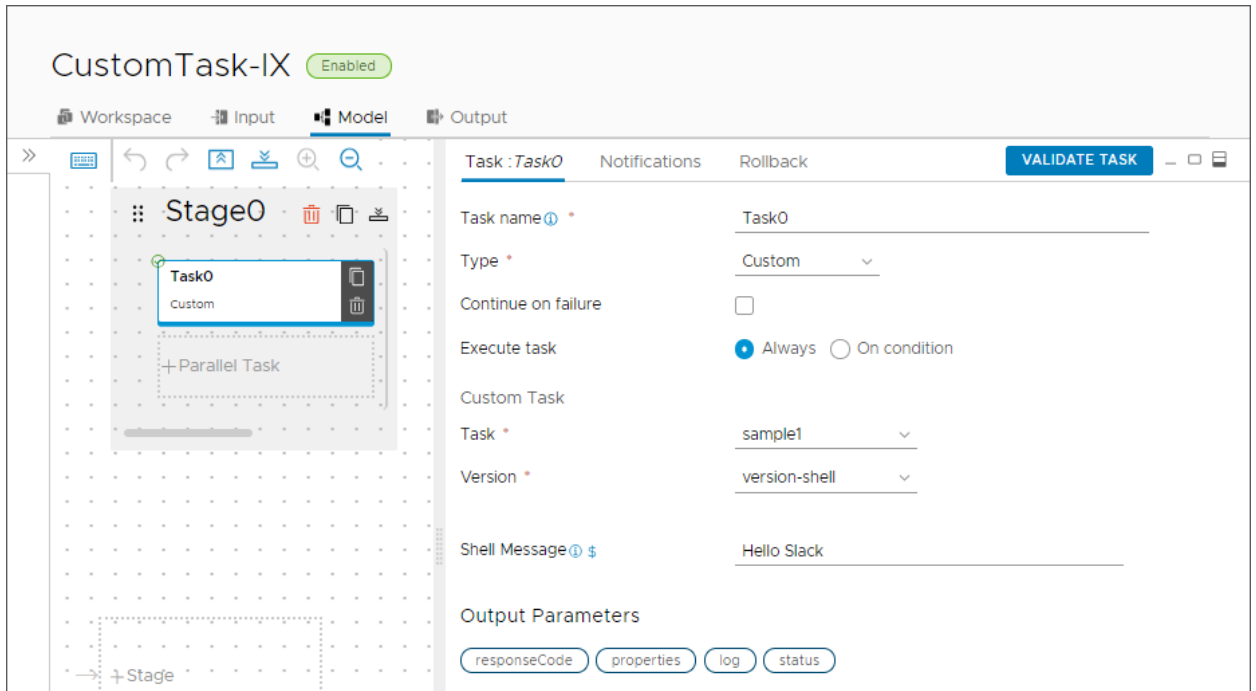 CustomTask-IX Enabled
Workspace Input Model Output
Task :Task0 Notifications Rollback VALIDATE TASK
Stage0
Task0
Custom
+Parallel Task
+Stage
Task name * Task0
Type * Custom
Continue on failure
Execute task Always On condition
Custom Task
Task * sample1
Version * version-shell
Shell Message $ Hello Slack
Output Parameters
responseCode properties log status